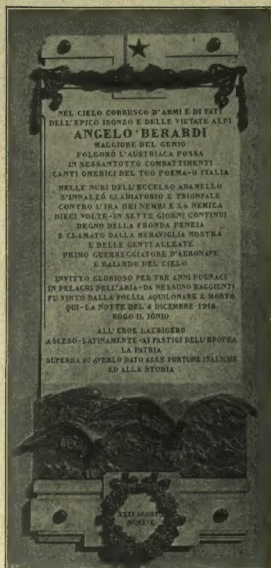 NEL CIELO CORRUSCO D'ARMI E DI FATI
DELL'EPICO ISONZO E DELLE VIETATE ALPI
ANGELO BERARDI
MAGGIORE DEL GENIO
FOLGORÒ L'AUSTRIACA POSSA
IN SESSANTOTTO COMBATTIMENTI
CANTI OMERICI DEL TUO POEMA-O ITALIA
NELLE NUBI DELL'ECCELSO ADAMELLO
S'INNALZÒ GLADIATORIO E TRIONFALE
CONTRO L'IRA DEI NEMBI E LA NEMICA
DIECI VOLTE-IN SETTE GIORNI CONTINUI
DEGNO DELLA FRONDA PENEIA
E CLAMATO DALLA MERAVIGLIA NOSTRA
E DELLE GENTI ALLEATE
PRIMO GUERREGGIATORE D'AERONAVE
E BAIARDO DEL CIELO
INVITTO GLORIOSO PER TRE ANNI PUGNACI
IN PELAGHI DELL'ARIA-DA NESSUNO RAGGIUNTI
FU VINTO DALLA FOLLIA AQUILONARE E MORTO
QUI-LA NOTTE DEL 4 DICEMBRE 1918
ROGO IL JONIO
ALL'EROE LAURIGERO
ASCESO-LATINAMENTE-AI FASTIGI DELL'EPOPEA
LA PATRIA
SUPERBA DI AVERLO DATO ALLE FORTUNE ITALICHE
ED ALLA STORIA
XXXI AGOSTO
MCMXIX